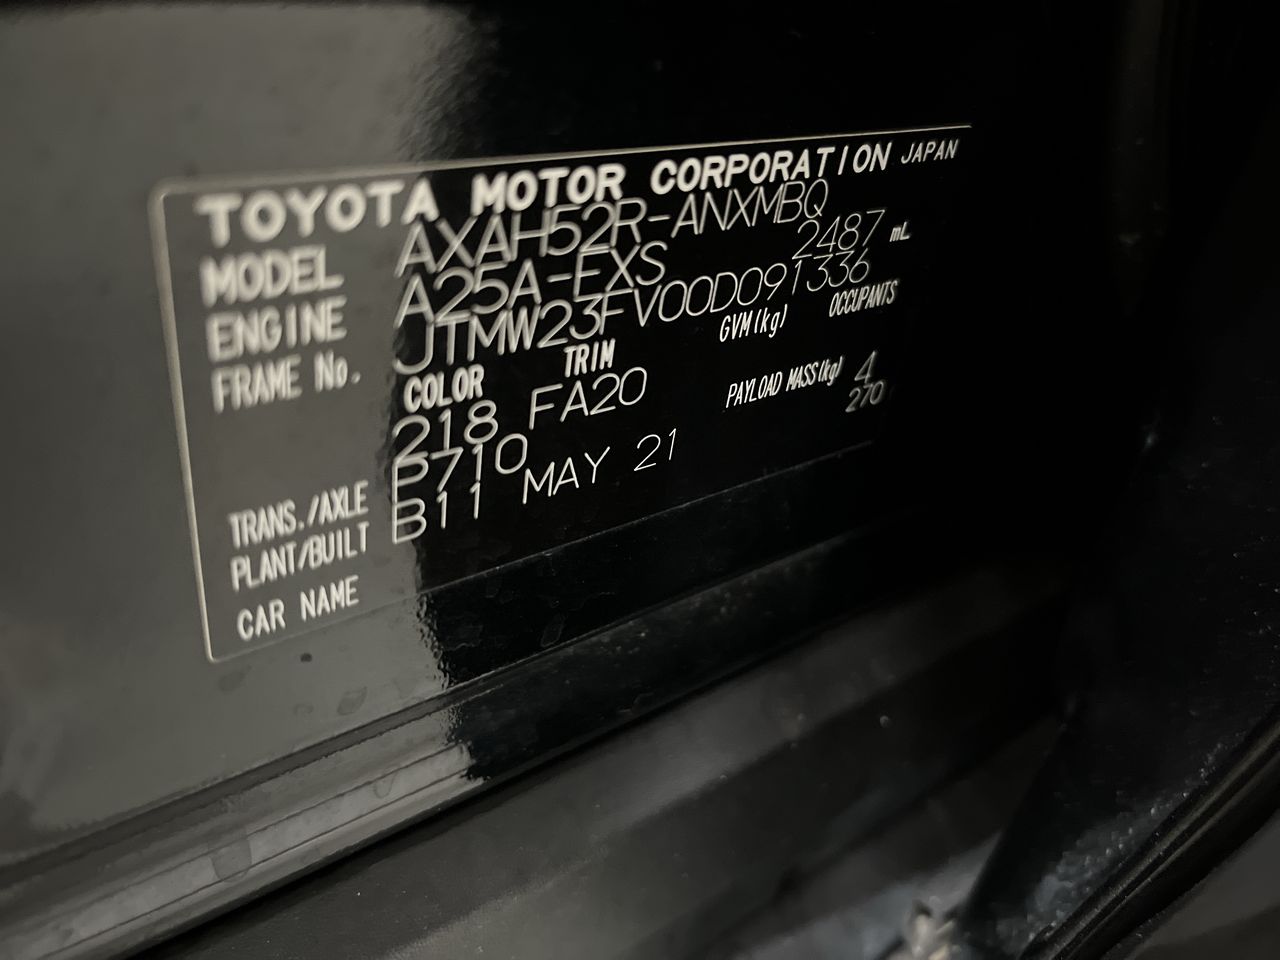 TOYOTA MOTOR CORPORATION JAPAN
MODEL AXAH52R-ANXMBQ
ENGINE A25A-FXS 2487 mL
FRAME No. JTMW23FV00D091336
COLOR TRIM GVM(kg) OCCUPANTS
218 FA20 4
PAYLOAD MASS(kg) 270
TRANS./AXLE P710
PLANT/BUILT B11 MAY 21
CAR NAME